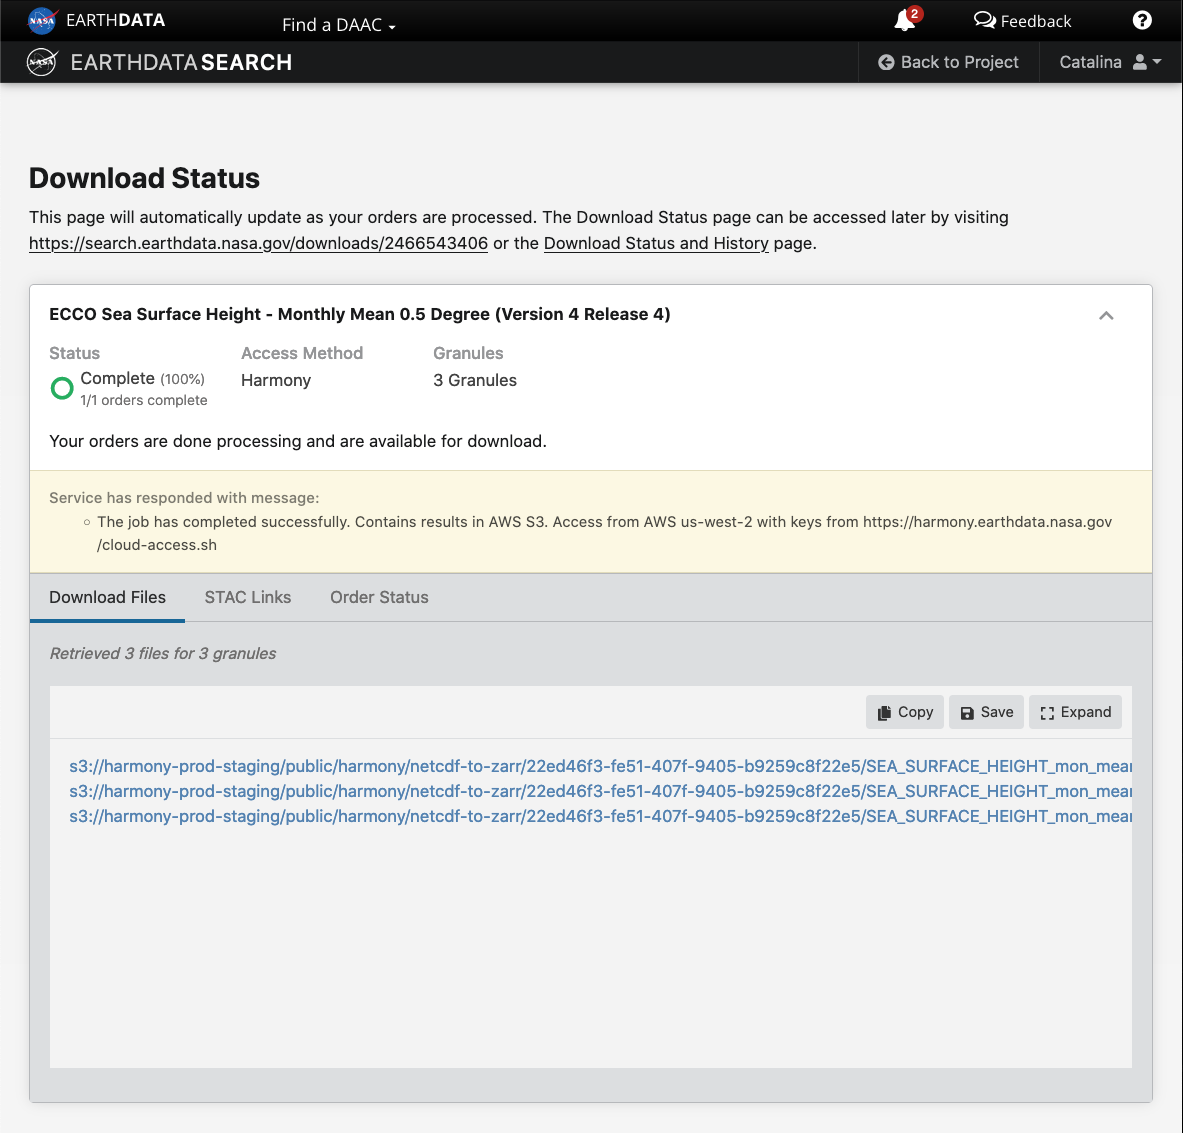 NASA EARTHDATA
Find a DAAC
2
Feedback
?
NASA EARTHDATA SEARCH
Back to Project
Catalina
Download Status
This page will automatically update as your orders are processed. The Download Status page can be accessed later by visiting
https://search.earthdata.nasa.gov/downloads/2466543406 or the Download Status and History page.
ECCO Sea Surface Height - Monthly Mean 0.5 Degree (Version 4 Release 4)
Status Access Method Granules
Complete (100%) Harmony 3 Granules
1/1 orders complete
Your orders are done processing and are available for download.
Service has responded with message:
The job has completed successfully. Contains results in AWS S3. Access from AWS us-west-2 with keys from https://harmony.earthdata.nasa.gov
/cloud-access.sh
Download Files STAC Links Order Status
Retrieved 3 files for 3 granules
Copy Save Expand
s3://harmony-prod-staging/public/harmony/netcdf-to-zarr/22ed46f3-fe51-407f-9405-b9259c8f22e5/SEA_SURFACE_HEIGHT_mon_mean
s3://harmony-prod-staging/public/harmony/netcdf-to-zarr/22ed46f3-fe51-407f-9405-b9259c8f22e5/SEA_SURFACE_HEIGHT_mon_mean
s3://harmony-prod-staging/public/harmony/netcdf-to-zarr/22ed46f3-fe51-407f-9405-b9259c8f22e5/SEA_SURFACE_HEIGHT_mon_mean